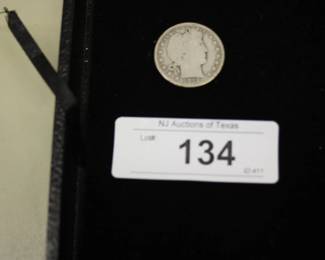 NJ Auctions of Texas
Lot#
134